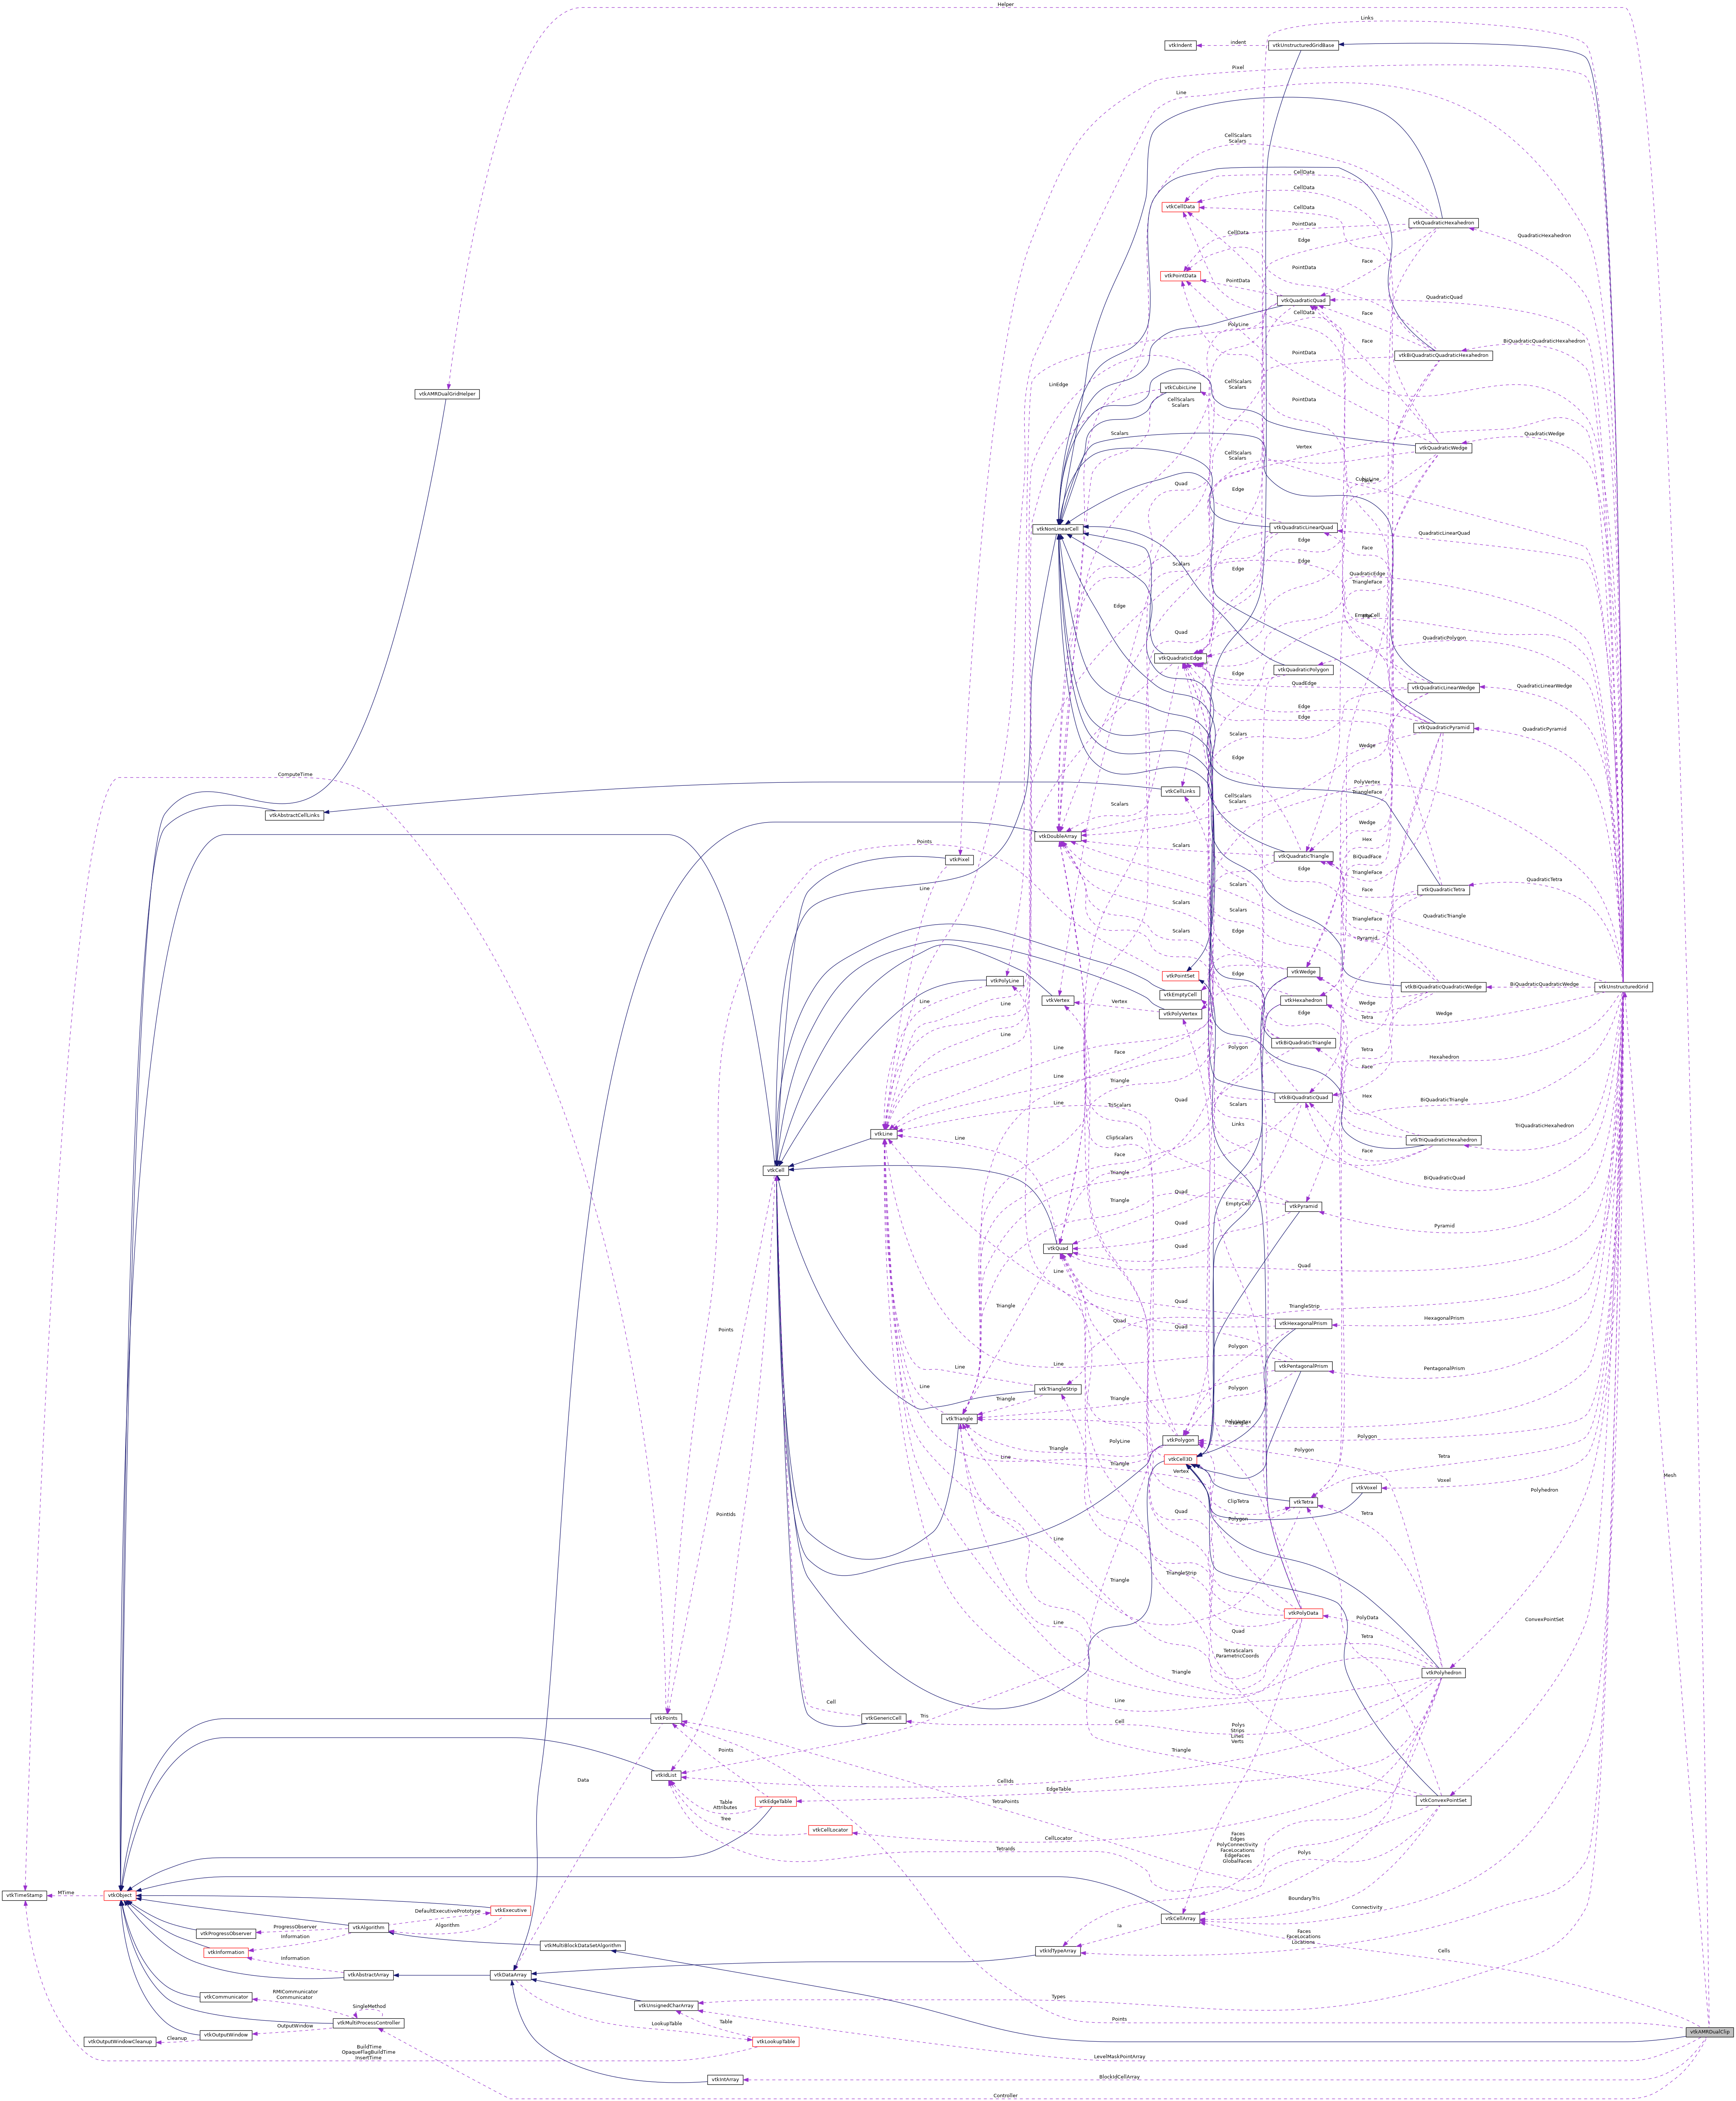 Helper
Links
vtkIndent
indent
vtkUnstructuredGridBase
Pixel
Line
CellScalars
Scalars
CellData
CellData
vtkCellData
CellData
vtkQuadraticHexahedron
PointData
CellData
QuadraticHexahedron
Edge
Face
PointData
vtkPointData
PointData
vtkQuadraticQuad
QuadraticQuad
CellData
PolyLine
Face
Face
BiQuadraticQuadraticHexahedron
PointData
vtkBiQuadraticQuadraticHexahedron
LinEdge
CellScalars
Scalars
vtkCubicLine
vtkAMRDualGridHelper
CellScalars
Scalars
PointData
Scalars
QuadraticWedge
Vertex
vtkQuadraticWedge
CellScalars
Scalars
Quad
Edge
vtkNonLinearCell
vtkQuadraticLinearQuad
QuadraticLinearQuad
Edge
Face
Scalars
Edge
Edge
QuadraticEdge
TriangleFace
Edge
EmptyCell
Quad
QuadraticPolygon
vtkQuadraticEdge
vtkQuadraticPolygon
Edge
QuadEdge
vtkQuadraticLinearWedge
QuadraticLinearWedge
Edge
Edge
vtkQuadraticPyramid
QuadraticPyramid
Scalars
Wedge
Edge
ComputeTime
PolyVertex
vtkCellLinks
TriangleFace
CellScalars
Scalars
Scalars
vtkAbstractCellLinks
Wedge
vtkDoubleArray
Points
Hex
Scalars
vtkPixel
vtkQuadraticTriangle
BiQuadFace
Edge
TriangleFace
QuadraticTetra
Line
Scalars
Face
vtkQuadraticTetra
Scalars
Scalars
QuadraticTriangle
TriangleFace
Scalars
Edge
Pyramid
vtkPointSet
vtkWedge
Edge
vtkPolyLine
BiQuadraticQuadraticWedge
vtkBiQuadraticQuadraticWedge
vtkUnstructuredGrid
vtkEmptyCell
Line
Line
vtkVertex
Vertex
vtkHexahedron
Wedge
vtkPolyVertex
Edge
Tetra
Wedge
Line
Line
vtkBiQuadraticTriangle
Polygon
Face
Tetra
Hexahedron
Face
Line
Triangle
Hex
vtkBiQuadraticQuad
BiQuadraticTriangle
Quad
Line
Scalars
Links
TriQuadraticHexahedron
vtkLine
Line
ClipScalars
vtkTriQuadraticHexahedron
Face
Face
vtkCell
Triangle
BiQuadraticQuad
Quad
Triangle
EmptyCell
vtkPyramid
Quad
Pyramid
vtkQuad
Quad
Quad
Line
Quad
Triangle
TriangleStrip
Quad
vtkHexagonalPrism
HexagonalPrism
Points
Quad
Polygon
Line
Line
vtkPentagonalPrism
PentagonalPrism
Line
vtkTriangleStrip
Polygon
Triangle
Triangle
vtkTriangle
Polygon
PolyLine
vtkPolygon
Triangle
Polygon
Tetra
Line
vtkCell3D
Triangle
Vertex
Voxel
vtkVoxel
Polyhedron
ClipTetra
vtkTetra
PointIds
Quad
Tetra
Polygon
Line
Mesh
TriangleStrip
Triangle
vtkPolyData
PolyData
ConvexPointSet
Line
Quad
Tetra
TetraScalars
ParametricCoords
Triangle
vtkPolyhedron
Cell
Line
Tris
vtkPoints
vtkGenericCell
Cell
Polys
Strips
Lines
Verts
Points
Triangle
vtkIdList
Data
CellIds
EdgeTable
Table
Attributes
vtkEdgeTable
TetraPoints
vtkConvexPointSet
Tree
vtkCellLocator
CellLocator
Faces
Edges
PolyConnectivity
FaceLocations
EdgeFaces
GlobalFaces
TetraIds
Polys
vtkTimeStamp
MTime
vtkObject
BoundaryTris
DefaultExecutivePrototype
vtkExecutive
Connectivity
vtkCellArray
ProgressObserver
vtkAlgorithm
Algorithm
Ia
vtkProgressObserver
Information
Faces
FaceLocations
Locations
vtkInformation
vtkMultiBlockDataSetAlgorithm
vtkIdTypeArray
Cells
Information
vtkAbstractArray
vtkDataArray
RMICommunicator
Communicator
vtkCommunicator
Types
SingleMethod
vtkUnsignedCharArray
Points
vtkMultiProcessController
LookupTable
Table
OutputWindow
vtkAMRDualClip
vtkOutputWindow
vtkOutputWindowCleanup
Cleanup
vtkLookupTable
BuildTime
OpaqueFlagBuildTime
InsertTime
LevelMaskPointArray
vtkIntArray
BlockIdCellArray
Controller